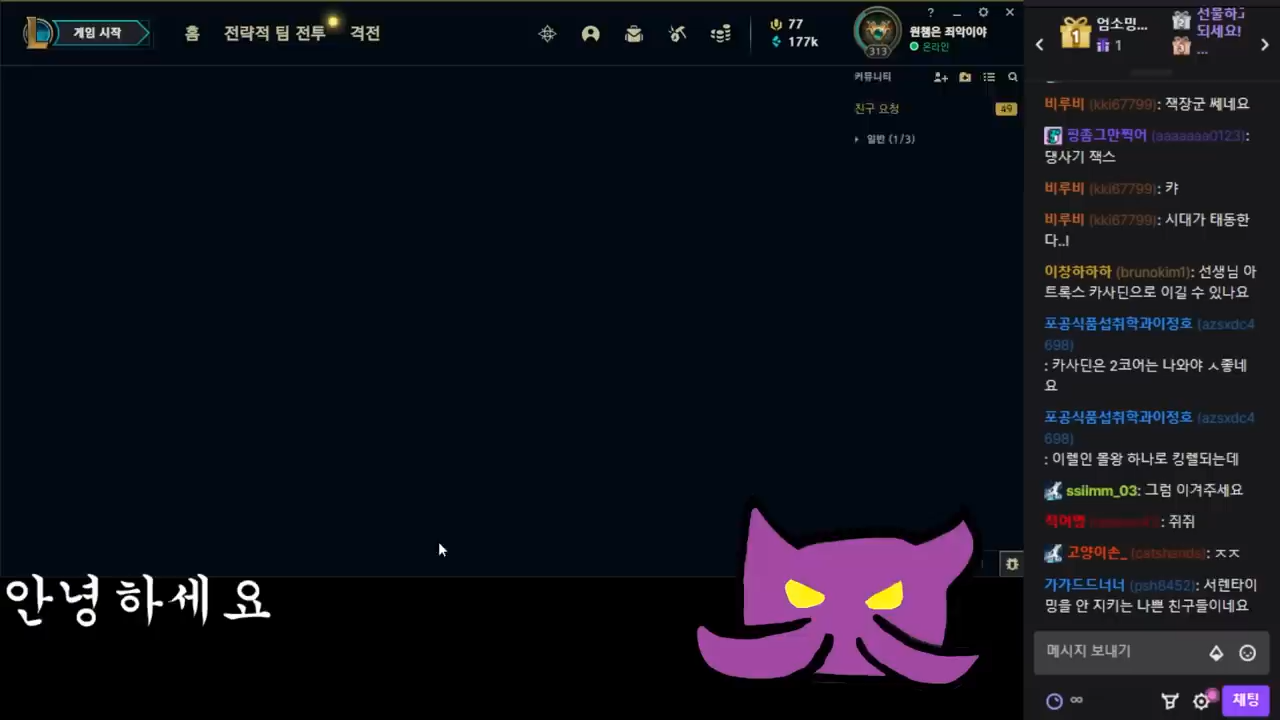 게임 시작
홈
전략적 팀 전투
격전
77
177k
313
원챔은 죄악이야
온라인
커뮤니티
친구 요청
49
일반 (1/3)
안녕하세요
1
엄소밍...
1
2
선물하고
되세요!
3
...
비루비 (kki67799): 잭장군 쎄네요
핑좀그만찍어 (aaaaaaa0123):
댕사기 잭스
비루비 (kki67799): 캬
비루비 (kki67799): 시대가 태동한
다..!
이창하하하 (brunokim1): 선생님 아
트록스 카사딘으로 이길 수 있나요
포공식품섭취학과이정호 (azsxdc4
698)
: 카사딘은 2코어는 나와야 ㅅ좋네
요
포공식품섭취학과이정호 (azsxdc4
698)
: 이렐인 몰왕 하나로 킹렐되는데
ssiimm_03: 그럼 이겨주세요
: 쥐쥐
고양이손_ (catshands): ㅉㅉ
가가드드너너 (psh8452): 서렌타이
밍을 안 지키는 나쁜 친구들이네요
메시지 보내기
채팅